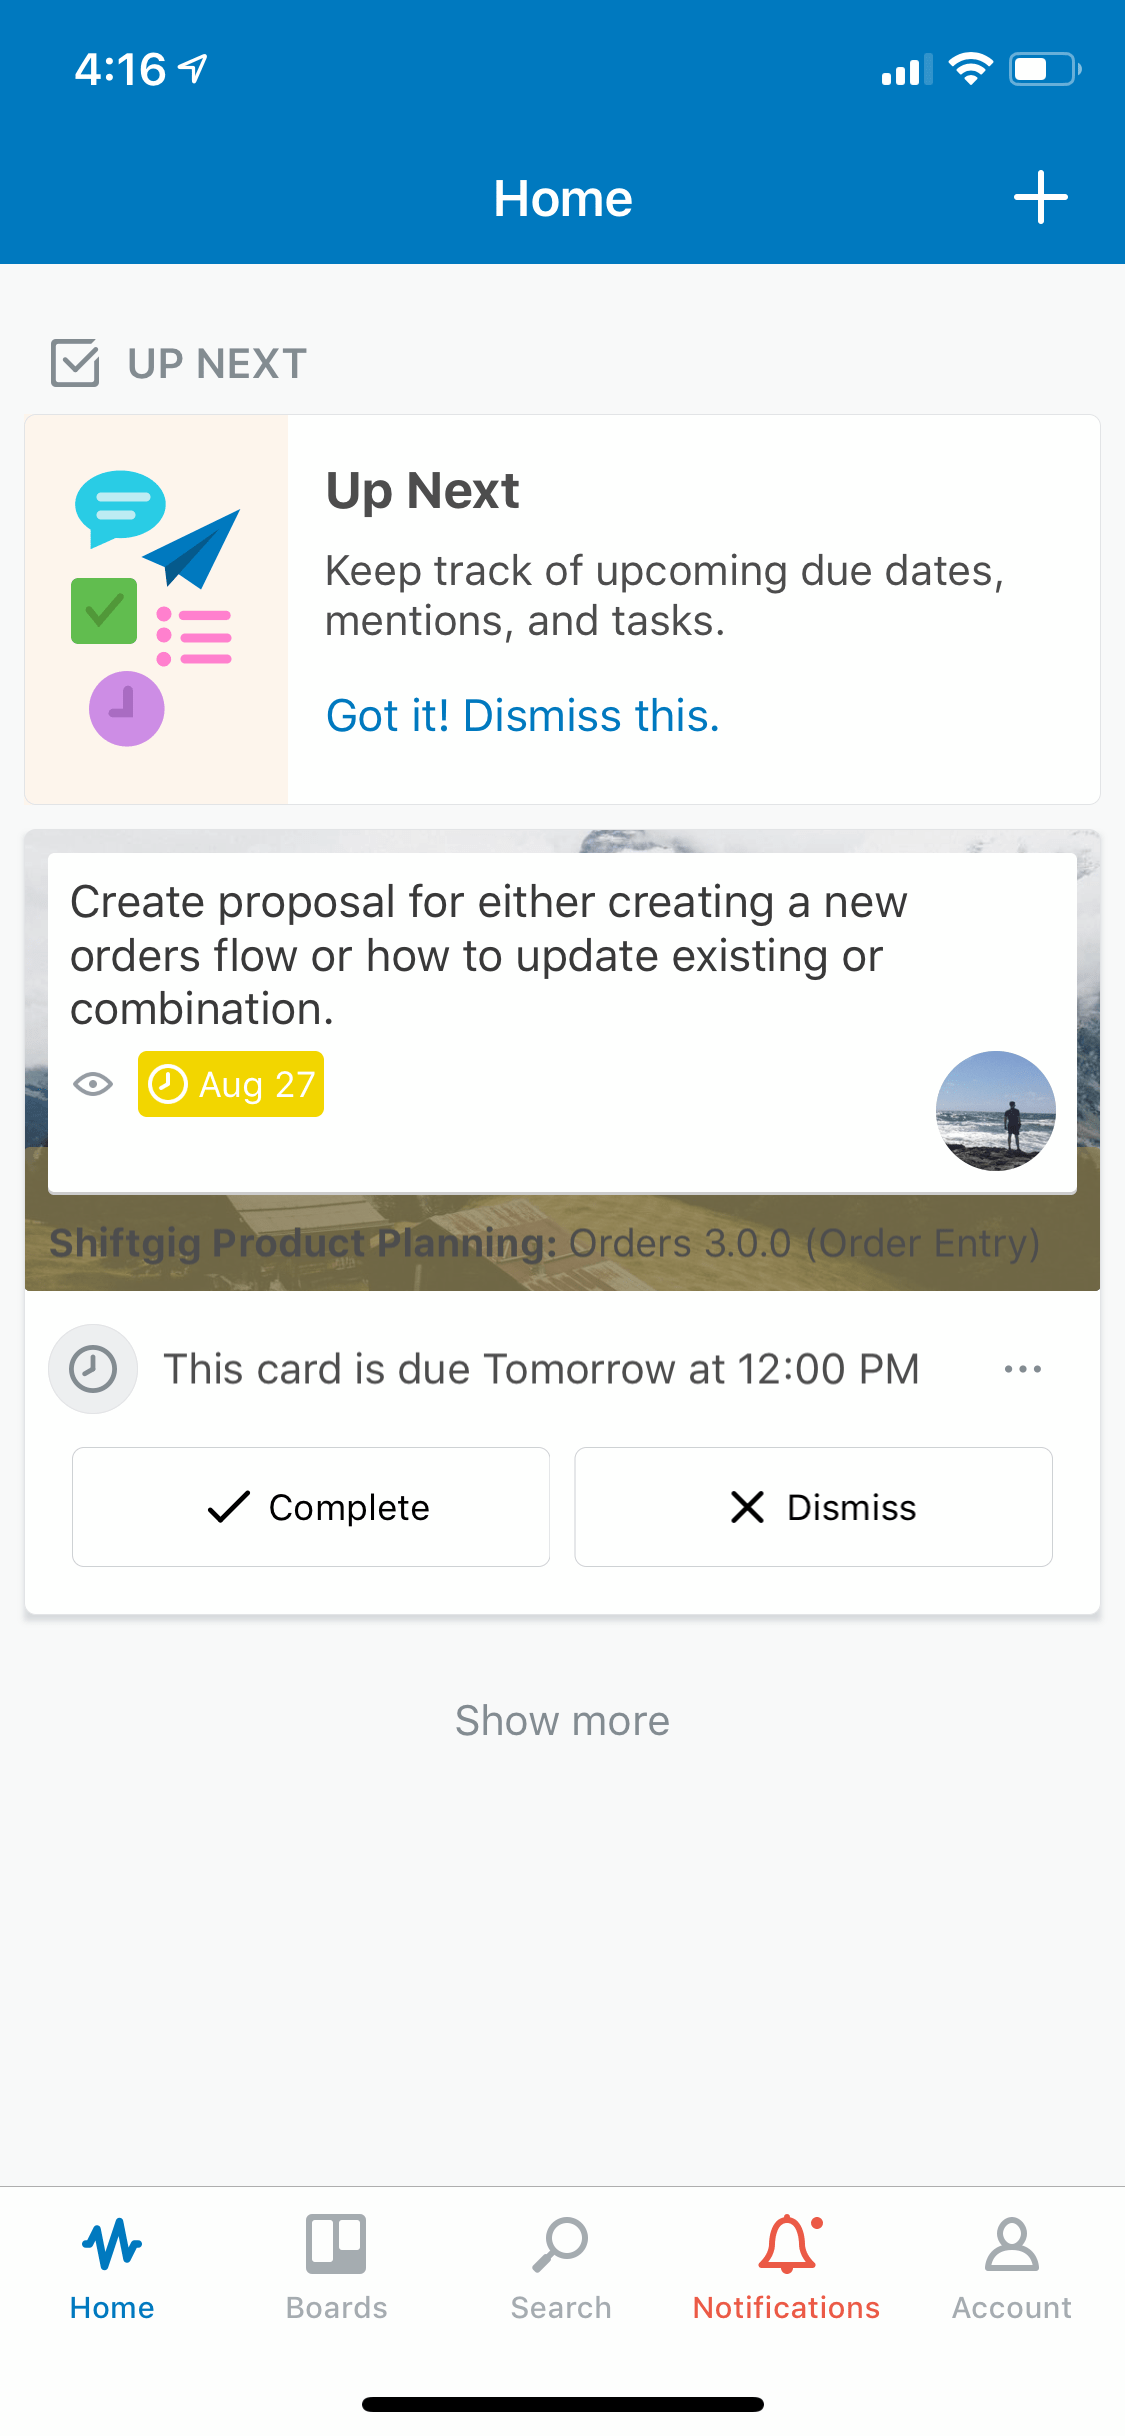 4:16
Home
UP NEXT
Up Next
Keep track of upcoming due dates,
mentions, and tasks.
Got it! Dismiss this.
Create proposal for either creating a new
orders flow or how to update existing or
combination.
Aug 27
Shiftgig Product Planning: Orders 3.0.0 (Order Entry)
This card is due Tomorrow at 12:00 PM
Complete
Dismiss
Show more
Home
Boards
Search
Notifications
Account